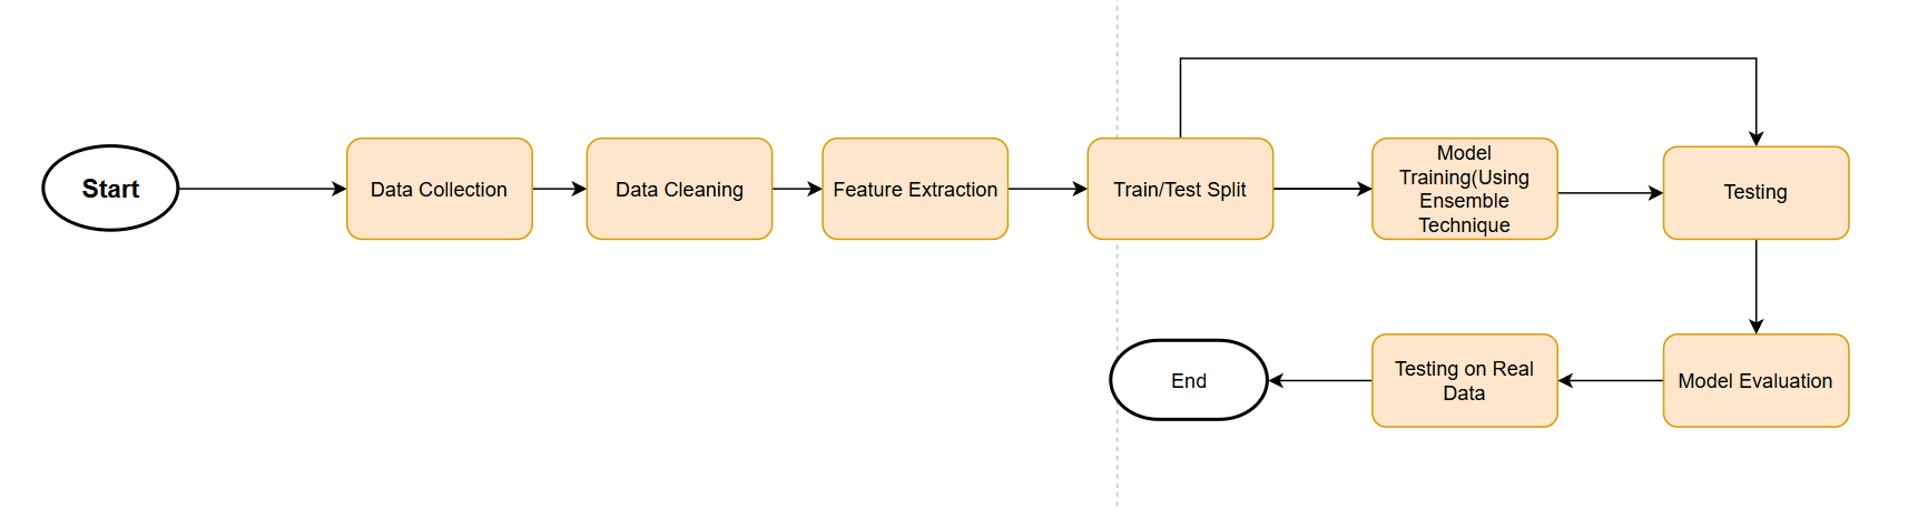 Start
Data Collection
Data Cleaning
Feature Extraction
Train/Test Split
Model
Training(Using
Ensemble
Technique
Testing
End
Testing on Real
Data
Model Evaluation